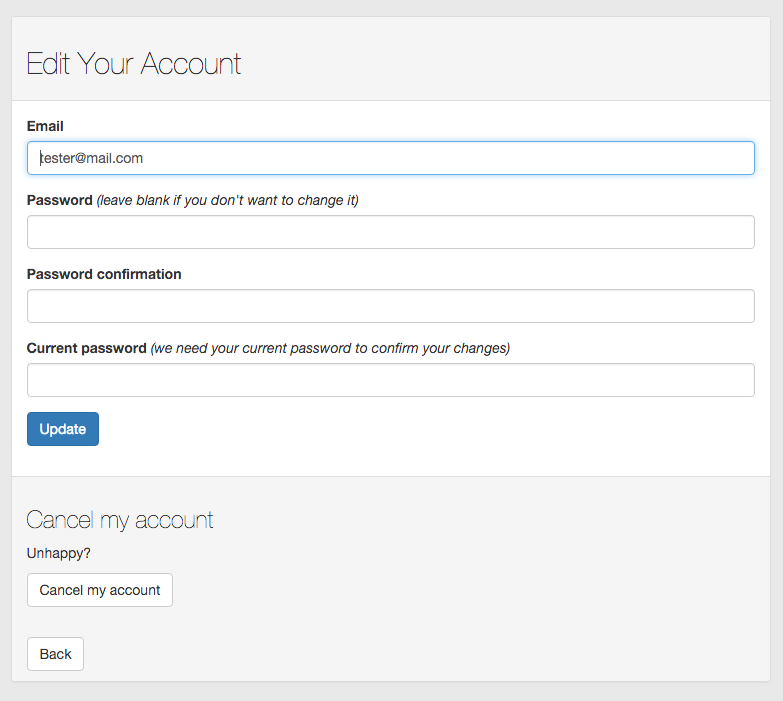 Edit Your Account
Email
tester@mail.com
Password (leave blank if you don't want to change it)
Password confirmation
Current password (we need your current password to confirm your changes)
Update
Cancel my account
Unhappy?
Cancel my account
Back